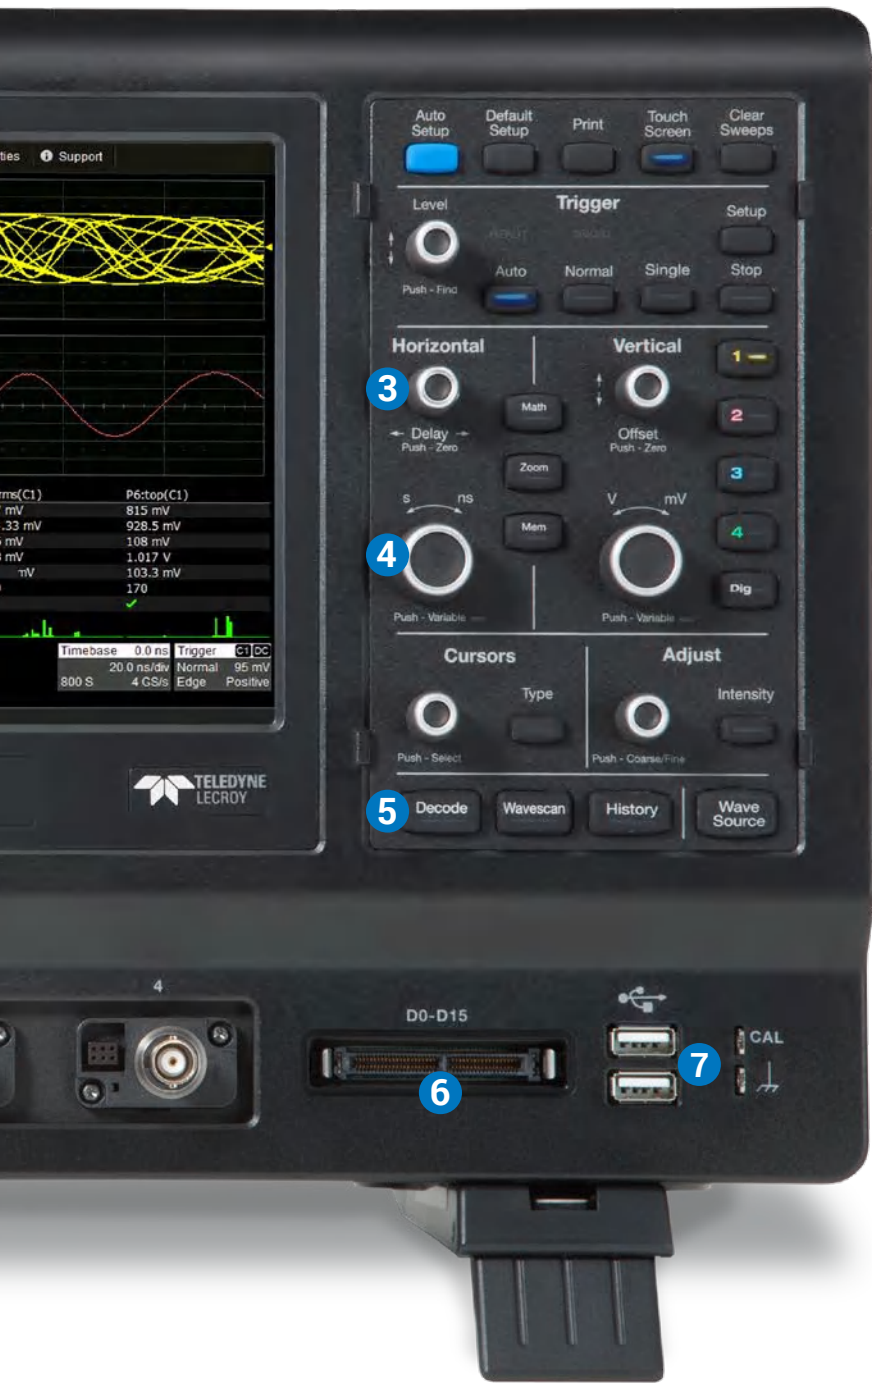 Auto Setup
Default Setup
Print
Touch Screen
Clear Sweeps
ties Support
Level
Trigger
Setup
READY
TRIG'D
Auto
Normal
Single
Stop
Push - Find
Horizontal
Vertical
1
3
Math
2
Delay
Push - Zero
Offset
Push - Zero
Zoom
3
s ns
V mV
Mem
4
4
Dig
Push - Variable
Push - Variable
rms(C1) P6:top(C1)
mV 815 mV
.33 mV 928.5 mV
mV 108 mV
mV 1.017 V
mV 103.3 mV
170
Timebase 0.0 ns
20.0 ns/div
800 S 4 GS/s
Trigger C1 DC
Normal 95 mV
Edge Positive
Cursors
Adjust
Type
Intensity
Push - Select
Push - Coarse/Fine
TELEDYNE
LECROY
5
Decode
Wavescan
History
Wave Source
4
D0-D15
CAL
6
7